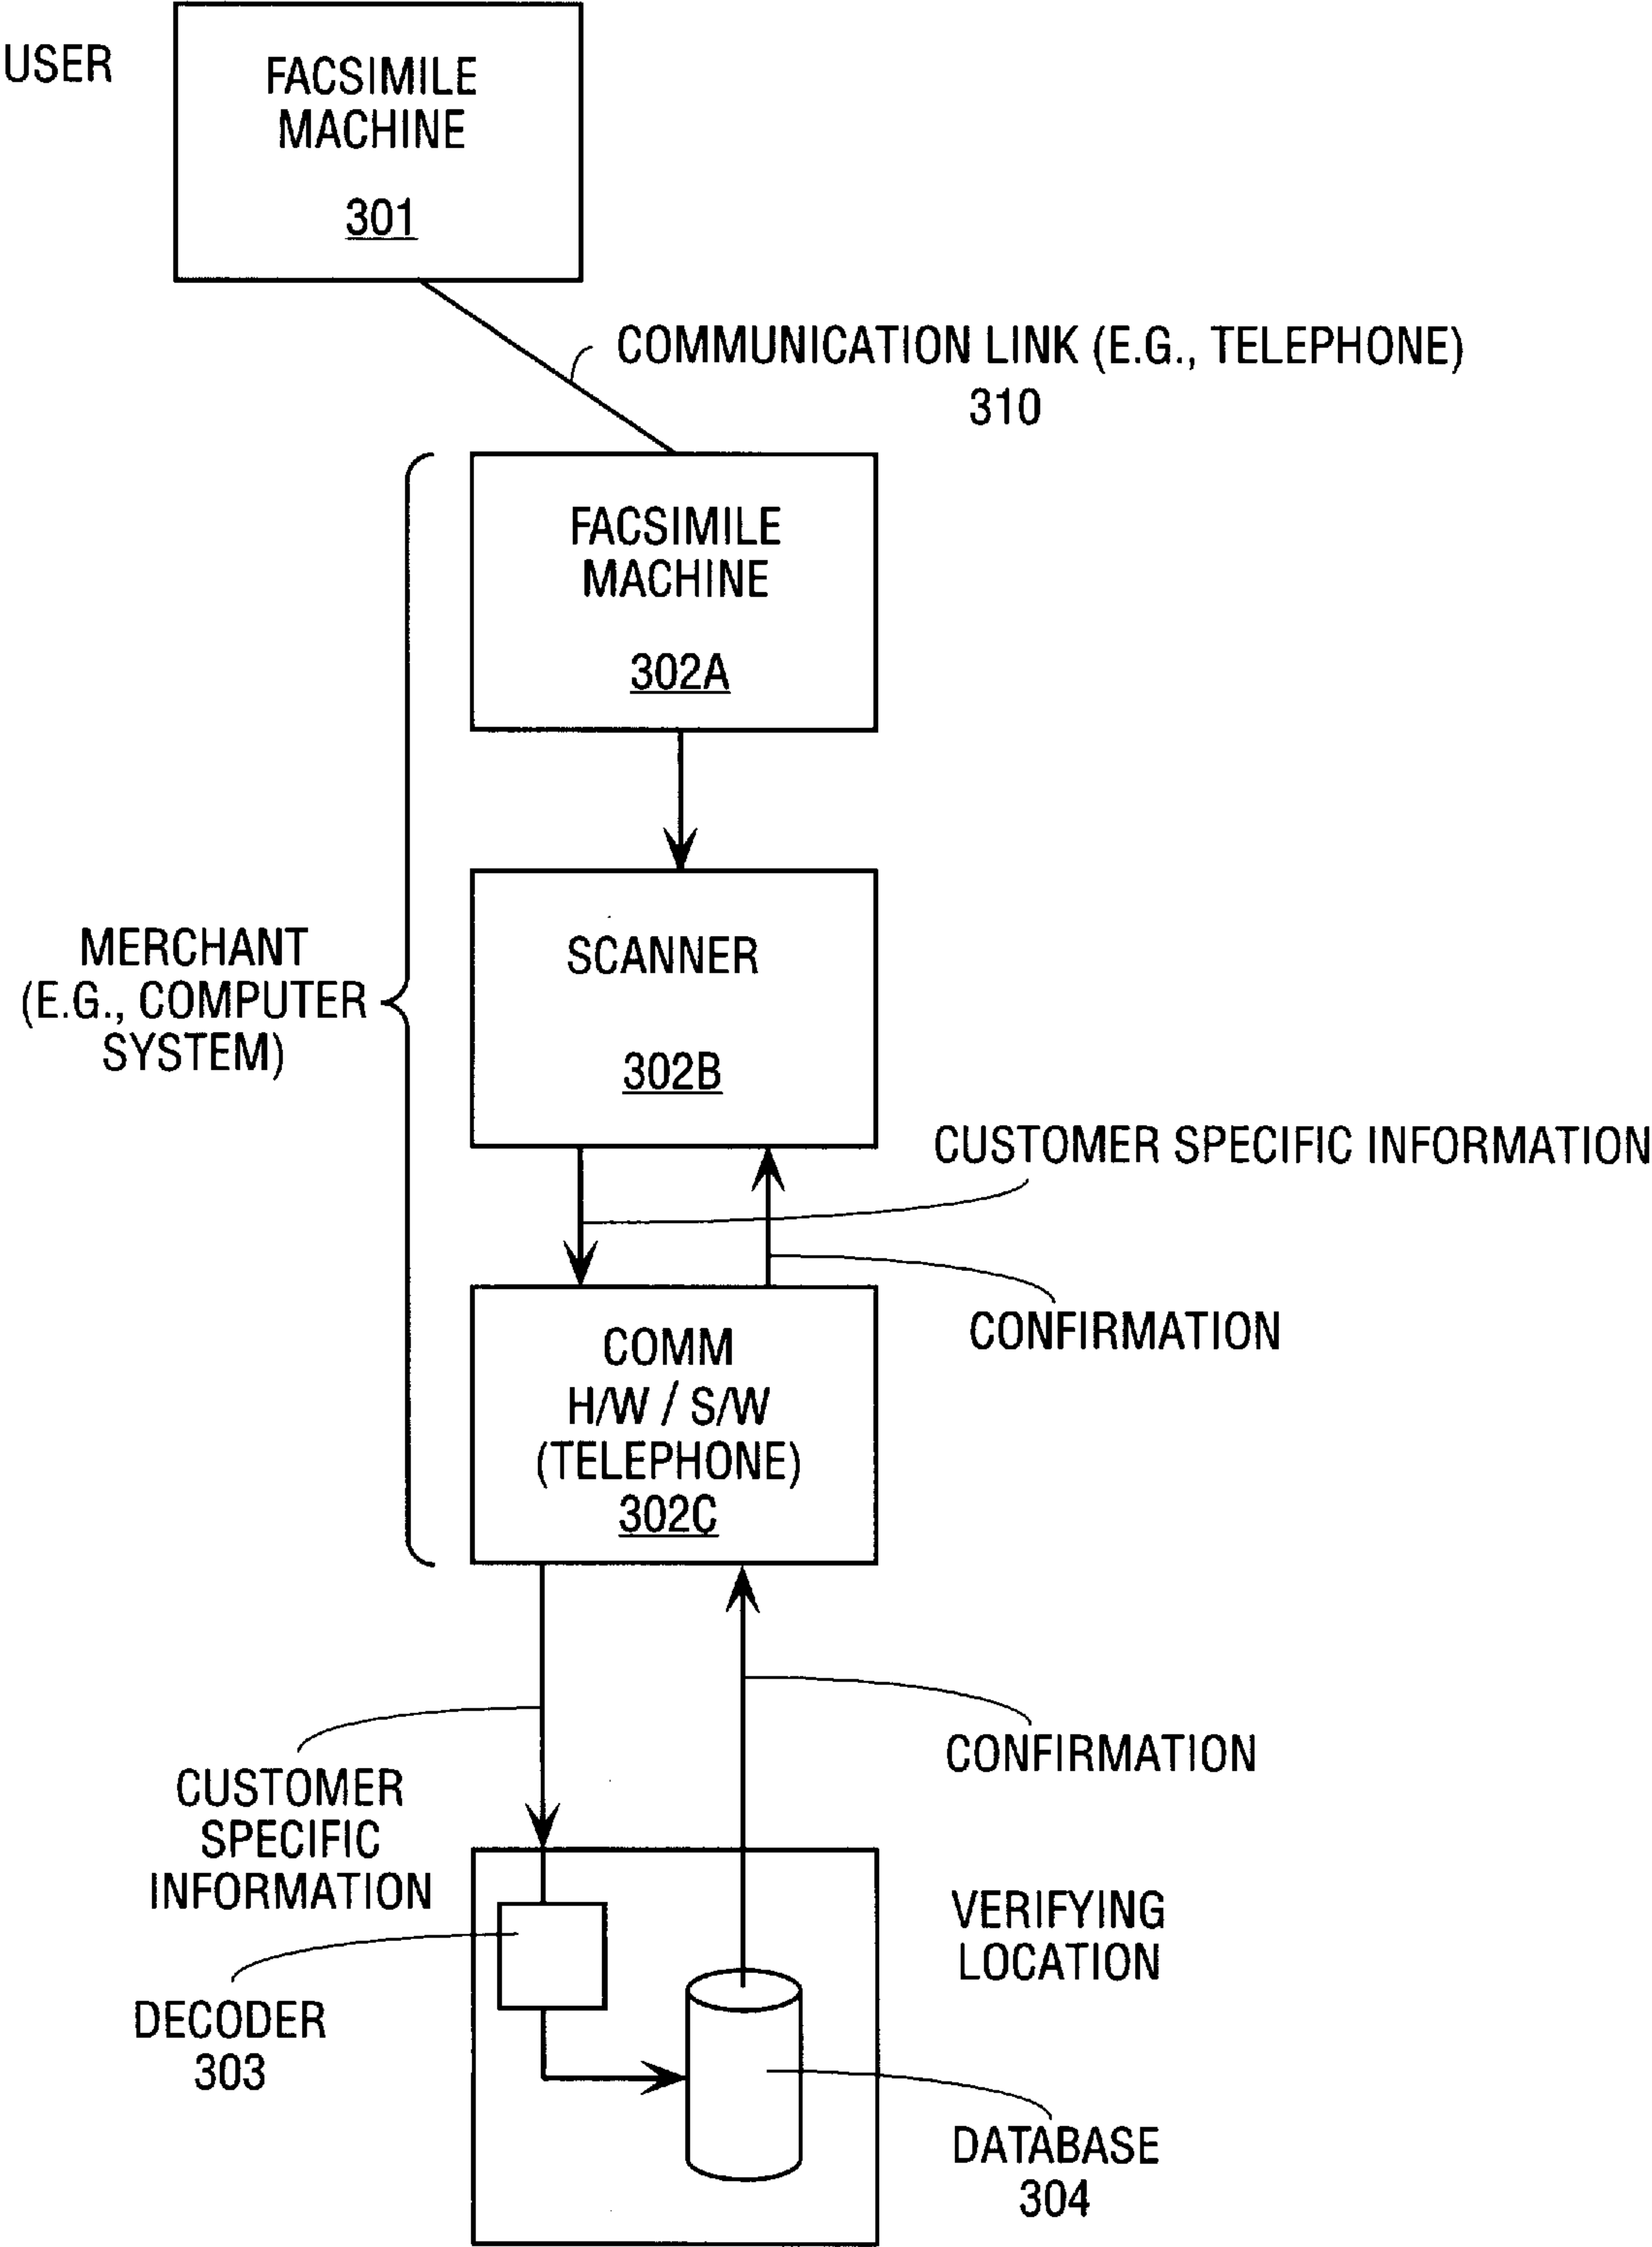 USER
FACSIMILE
MACHINE
301
COMMUNICATION LINK (E.G., TELEPHONE)
310
FACSIMILE
MACHINE
302A
MERCHANT
(E.G., COMPUTER
SYSTEM)
SCANNER
302B
CUSTOMER SPECIFIC INFORMATION
CONFIRMATION
COMM
H/W / S/W
(TELEPHONE)
302C
CONFIRMATION
CUSTOMER
SPECIFIC
INFORMATION
VERIFYING
LOCATION
DECODER
303
DATABASE
304